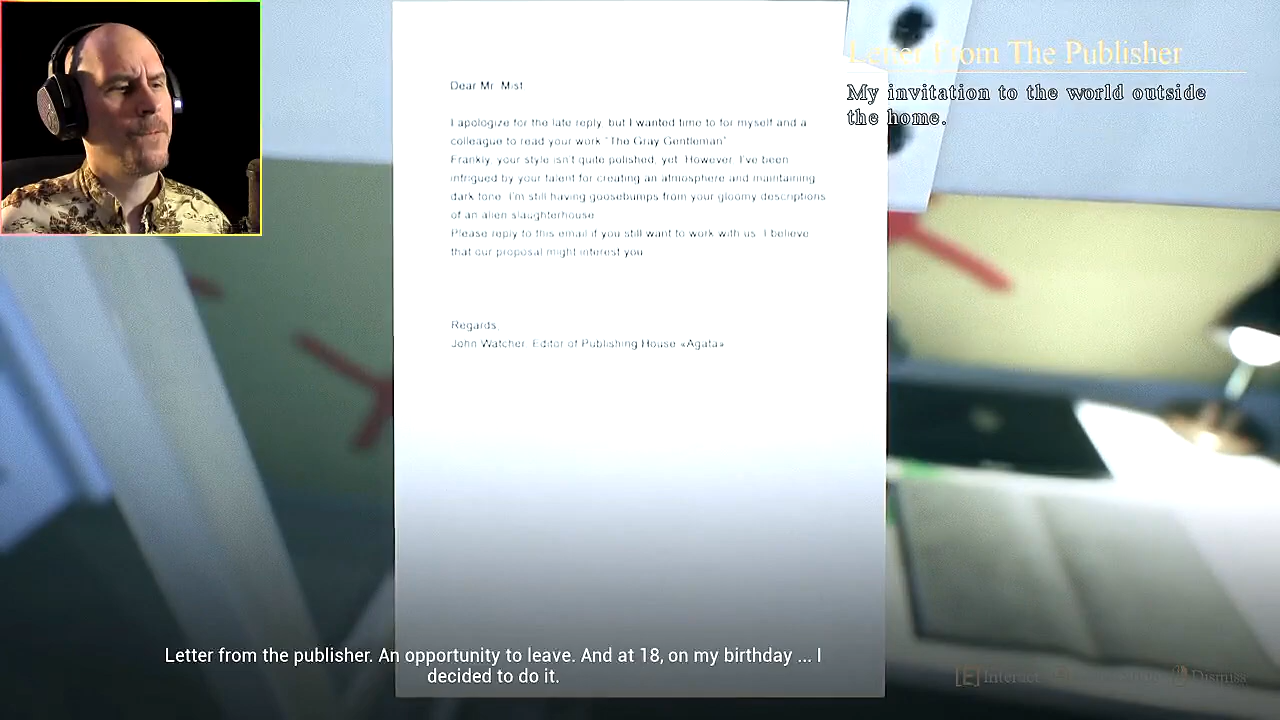 Letter From The Publisher
My invitation to the world outside
the home.
Dear Mr. Mist
I apologize for the late reply, but I wanted time to for myself and a
colleague to read your work "The Gray Gentleman"
Frankly, your style isn't quite polished, yet. However, I've been
intrigued by your talent for creating an atmosphere and maintaining
dark tone. I'm still having goosebumps from your gloomy descriptions
of an alien slaughterhouse
Please reply to this email if you still want to work with us. I believe
that our proposal might interest you
Regards,
John Watcher, Editor of Publishing House «Agata»
Letter from the publisher. An opportunity to leave. And at 18, on my birthday ... I
decided to do it.
[E] Interact
Dismiss